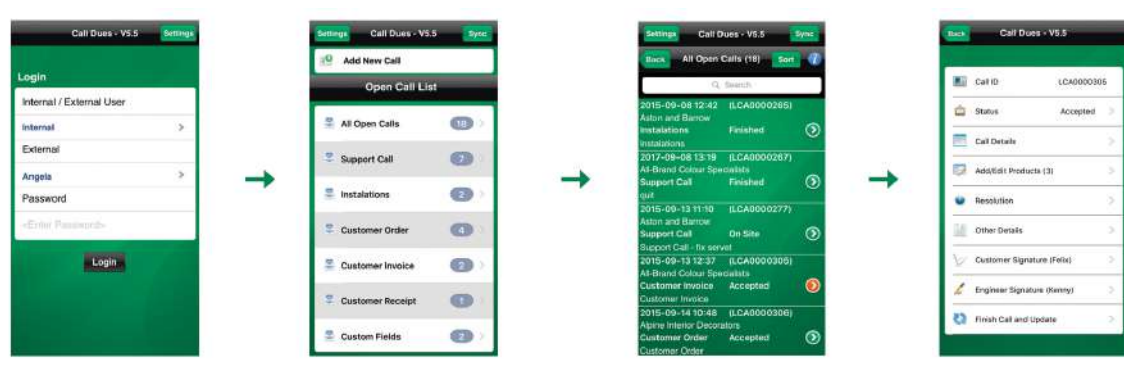 Call Dues - V5.5 Settings
Login
Internal / External User
Internal
External
Angela
Password
<Enter Password>
Login
Settings Call Dues - V5.5 Sync
Add New Call
Open Call List
All Open Calls 18
Support Call 7
Instalations 2
Customer Order 4
Customer Invoice 2
Customer Receipt 1
Custom Fields 2
Settings Call Dues - V5.5 Sync
Back All Open Calls (18) Sort i
Search
2015-09-08 12:42 (LCA0000265)
Aston and Barrow
Instalations Finished
Instalations
2017-09-08 13:19 (LCA0000267)
All-Brand Colour Specialists
Support Call Finished
quit
2015-09-13 11:10 (LCA0000277)
Aston and Barrow
Support Call On Site
Support Call - fix servet
2015-09-13 12:37 (LCA0000305)
All-Brand Colour Specialists
Customer Invoice Accepted
Customer Invoice
2015-09-14 10:48 (LCA0000306)
Alpine Interior Decorators
Customer Order Accepted
Customer Order
Back Call Dues - V5.5
Call ID LCA0000305
Status Accepted
Call Details
Add/Edit Products (3)
Resolution
Other Details
Customer Signature (Felix)
Engineer Signature (Kenny)
Finish Call and Update